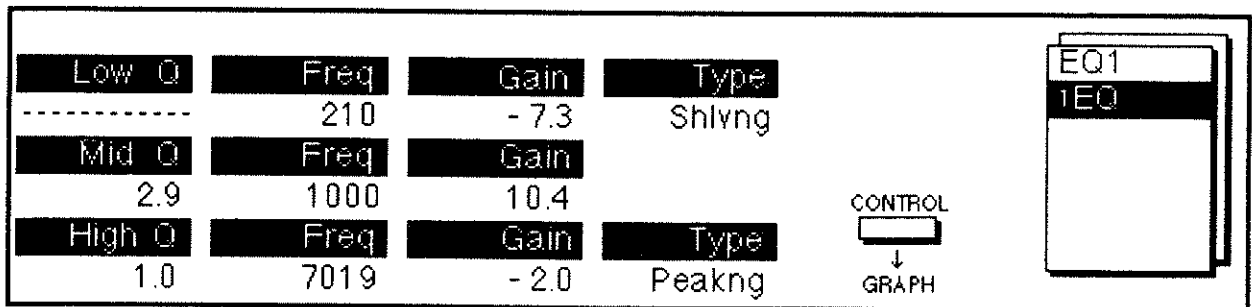 Low Q Freq Gain Type
--------- 210 - 7.3 Shlvng
Mid Q Freq Gain
2.9 1000 10.4
High Q Freq Gain Type
1.0 7019 - 2.0 Peakng
CONTROL
↓
GRAPH
EQ1
1EQ